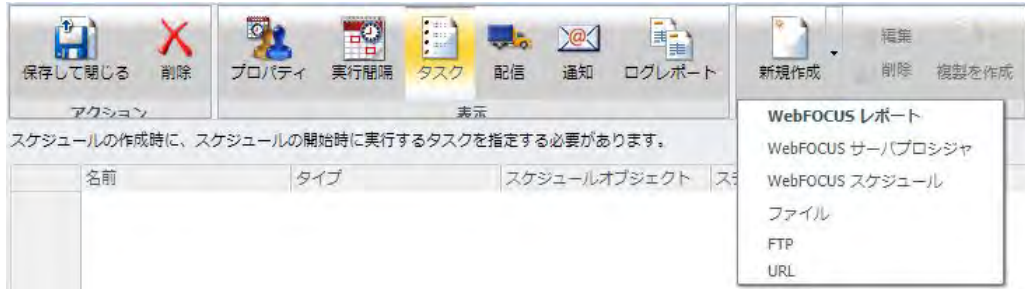 保存して閉じる 削除 プロパティ 実行間隔 タスク 配信 通知 ログレポート 新規作成 編集
削除 複製を作成
アクション 表示
スケジュールの作成時に、スケジュールの開始時に実行するタスクを指定する必要があります。
名前 タイプ スケジュールオブジェクト
WebFOCUS レポート
WebFOCUS サーバプロシジャ
WebFOCUS スケジュール
ファイル
FTP
URL